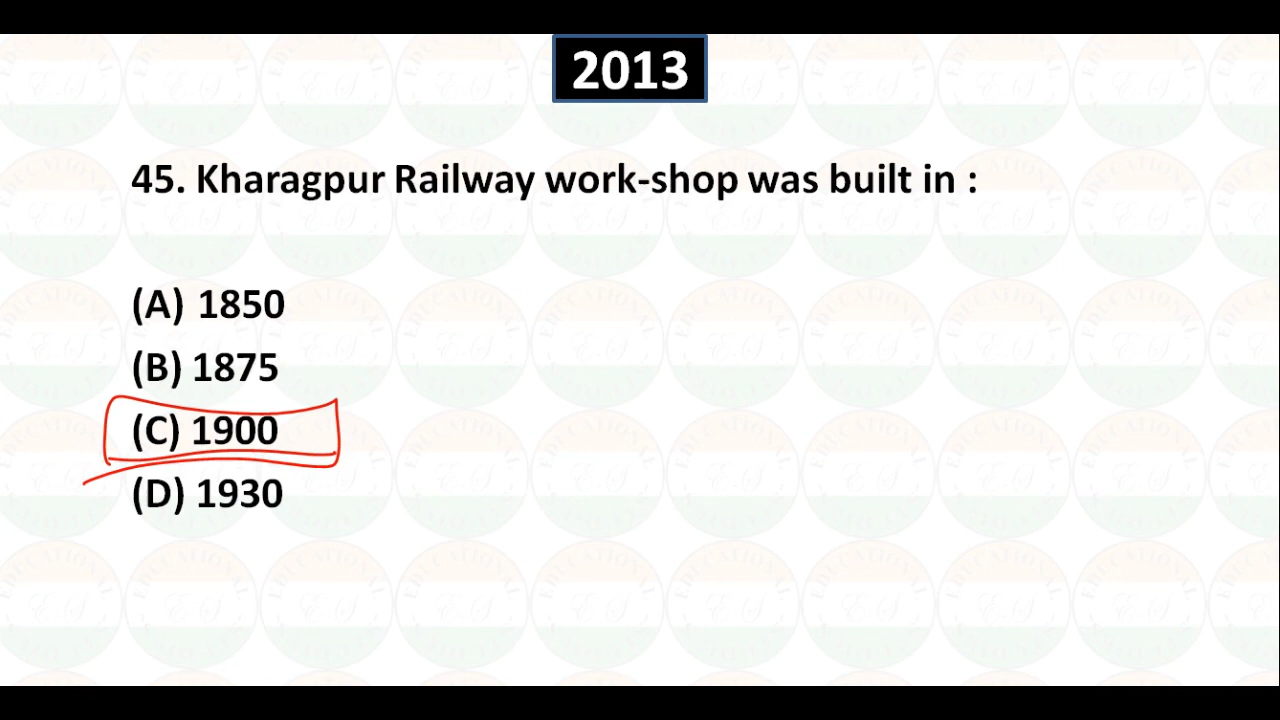 2013
45. Kharagpur Railway work-shop was built in :
(A) 1850
(B) 1875
(C) 1900
(D) 1930